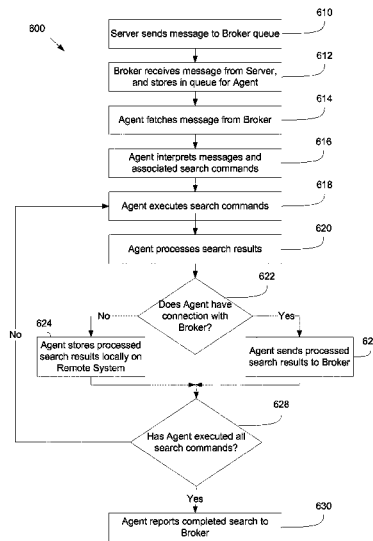 600
610
Server sends message to Broker queue
612
Broker receives message from Server,
and stores in queue for Agent
614
Agent fetches message from Broker
616
Agent interprets messages and
associated search commands
618
Agent executes search commands
620
Agent processes search results
622
Does Agent have
connection with
Broker?
No
Yes
624
Agent stores processed
search results locally on
Remote System
62
Agent sends processed
search results to Broker
No
628
Has Agent executed all
search commands?
Yes
630
Agent reports completed search to
Broker